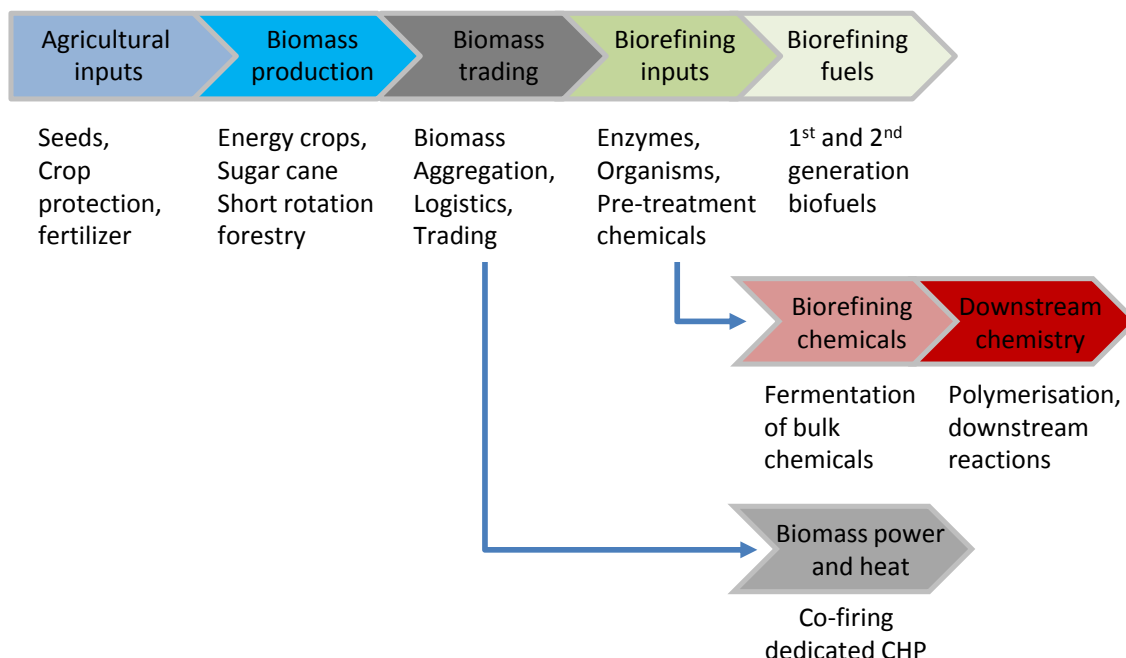 Agricultural
inputs
Biomass
production
Biomass
trading
Biorefining
inputs
Biorefining
fuels
Seeds,
Crop
protection,
fertilizer
Energy crops,
Sugar cane
Short rotation
forestry
Biomass
Aggregation,
Logistics,
Trading
Enzymes,
Organisms,
Pre-treatment
chemicals
1st and 2nd
generation
biofuels
Biorefining
chemicals
Downstream
chemistry
Fermentation
of bulk
chemicals
Polymerisation,
downstream
reactions
Biomass power
and heat
Co-firing
dedicated CHP